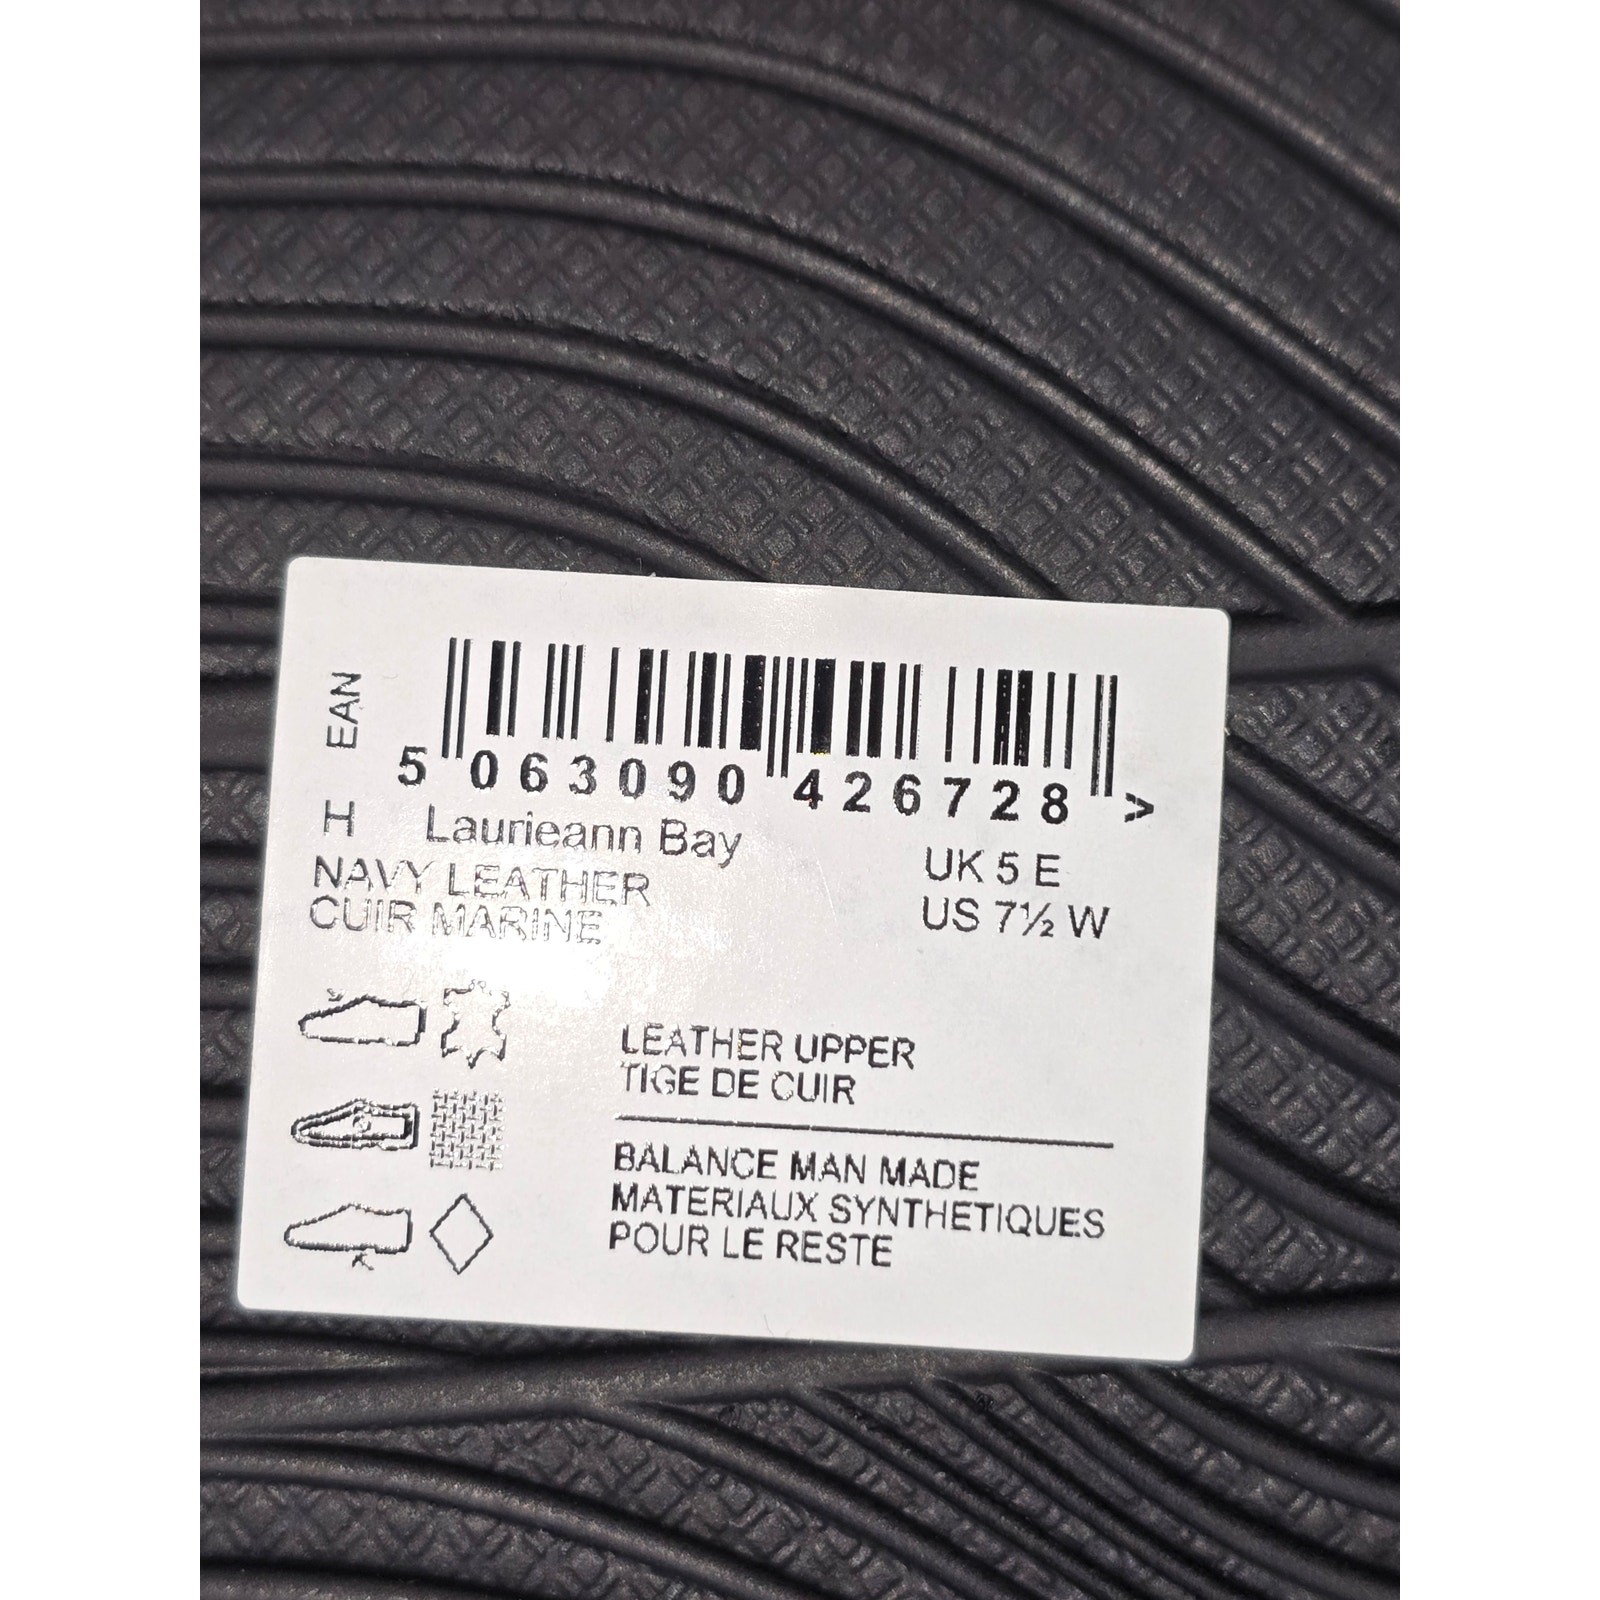 EAN
5 063090 426728 >
H Laurieann Bay
NAVY LEATHER
CUIR MARINE
UK 5 E
US 7½ W
LEATHER UPPER
TIGE DE CUIR
BALANCE MAN MADE
MATERIAUX SYNTHETIQUES
POUR LE RESTE